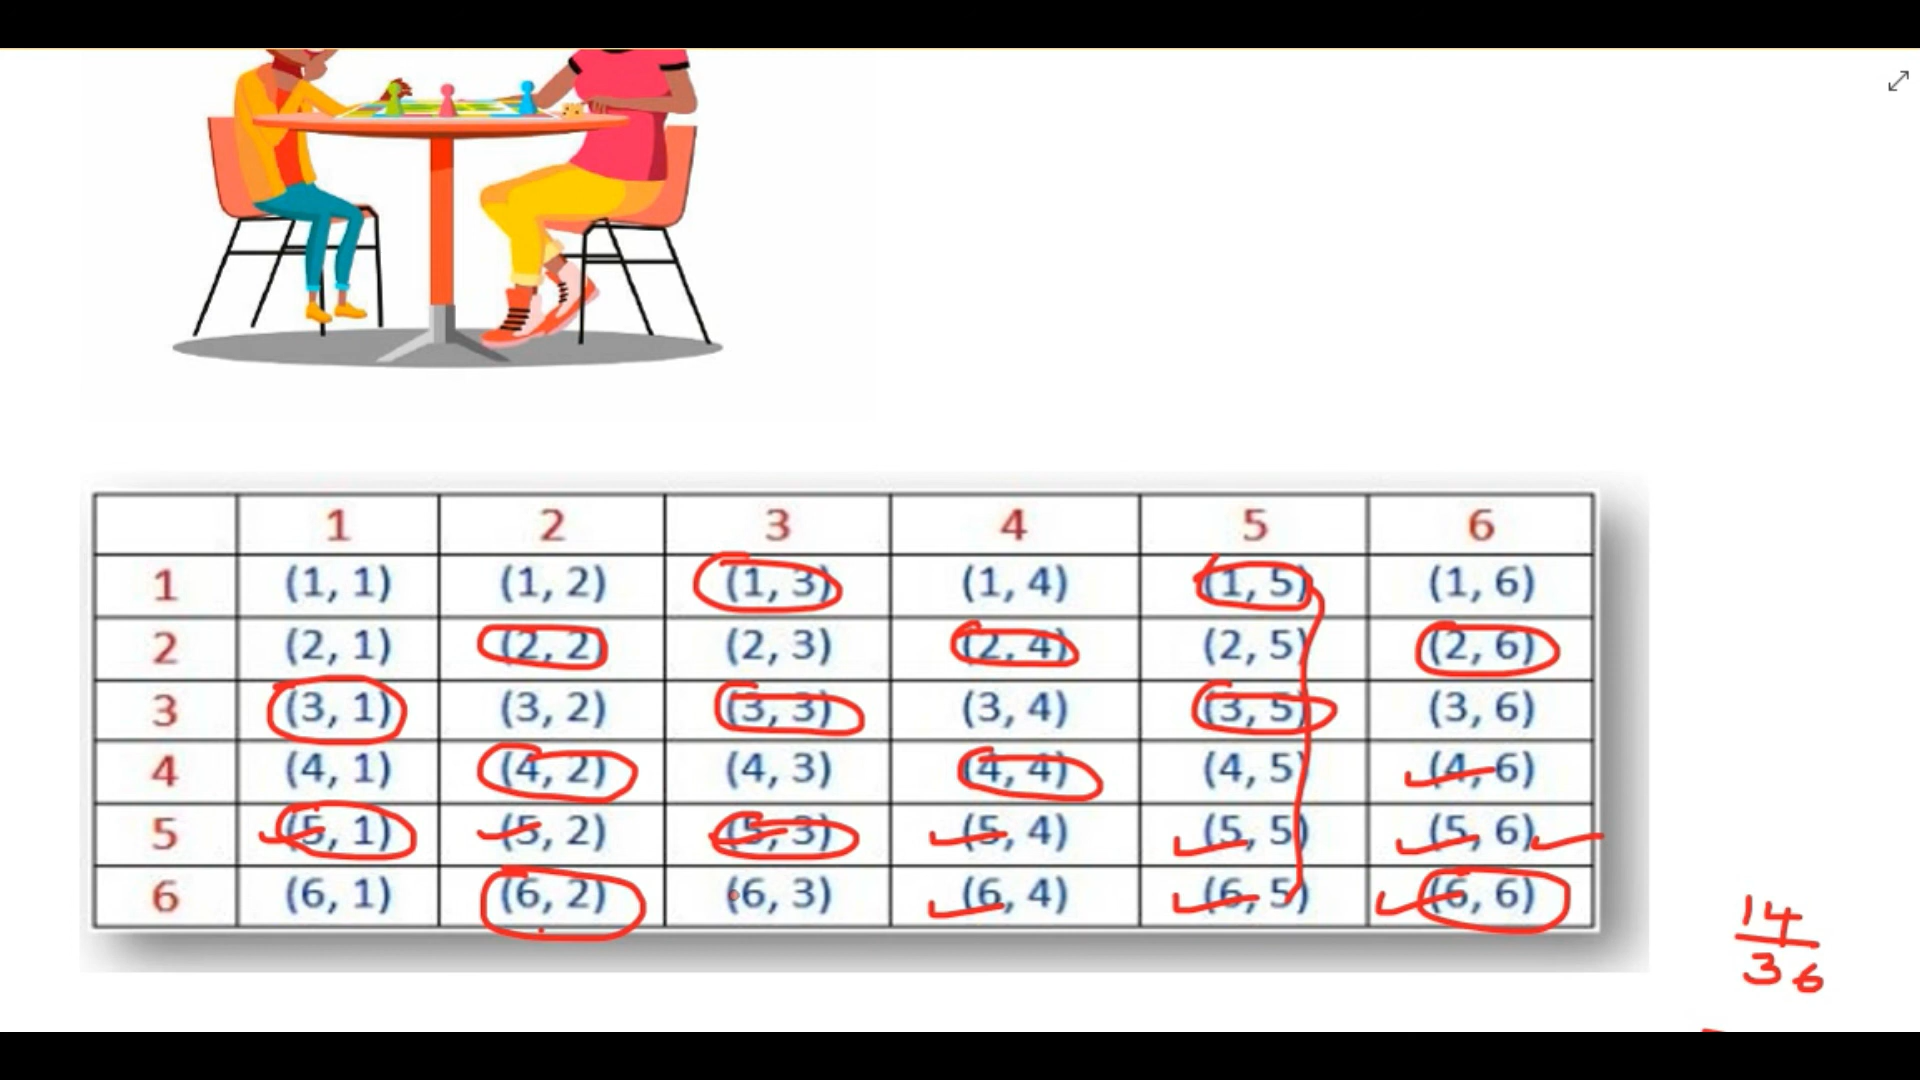 1 2 3 4 5 6
1 (1, 1) (1, 2) (1, 3) (1, 4) (1, 5) (1, 6)
2 (2, 1) (2, 2) (2, 3) (2, 4) (2, 5) (2, 6)
3 (3, 1) (3, 2) (3, 3) (3, 4) (3, 5) (3, 6)
4 (4, 1) (4, 2) (4, 3) (4, 4) (4, 5) (4, 6)
5 (5, 1) (5, 2) (5, 3) (5, 4) (5, 5) (5, 6)
6 (6, 1) (6, 2) (6, 3) (6, 4) (6, 5) (6, 6)
14
36